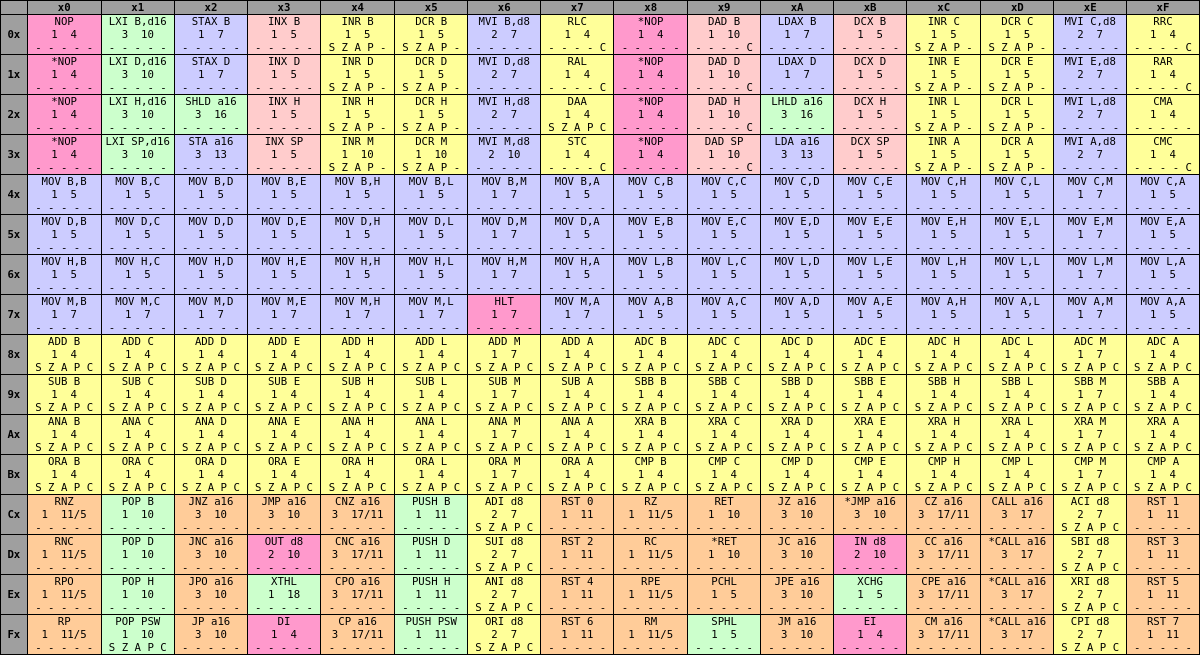 x0 x1 x2 x3 x4 x5 x6 x7 x8 x9 xA xB xC xD xE xF
NOP LXI B,d16 STAX B INX B INR B DCR B MVI B,d8 RLC *NOP DAD B LDAX B DCX B INR C DCR C MVI C,d8 RRC
0x 1 4 3 10 1 7 1 5 1 5 1 5 2 7 1 4 1 4 1 10 1 7 1 5 1 5 1 5 2 7 1 4
- - - - - - - - - - - - - - - - - - - - S Z A P - S Z A P - - - - - - - - - - C - - - - - - - - - C - - - - - - - - - - S Z A P - S Z A P - - - - - - - - - - C
*NOP LXI D,d16 STAX D INX D INR D DCR D MVI D,d8 RAL *NOP DAD D LDAX D DCX D INR E DCR E MVI E,d8 RAR
1x 1 4 3 10 1 7 1 5 1 5 1 5 2 7 1 4 1 4 1 10 1 7 1 5 1 5 1 5 2 7 1 4
- - - - - - - - - - - - - - - - - - - - S Z A P - S Z A P - - - - - - - - - - C - - - - - - - - - C - - - - - - - - - - S Z A P - S Z A P - - - - - - - - - - C
*NOP LXI H,d16 SHLD a16 INX H INR H DCR H MVI H,d8 DAA *NOP DAD H LHLD a16 DCX H INR L DCR L MVI L,d8 CMA
2x 1 4 3 10 3 16 1 5 1 5 1 5 2 7 1 4 1 4 1 10 3 16 1 5 1 5 1 5 2 7 1 4
- - - - - - - - - - - - - - - - - - - - S Z A P - S Z A P - - - - - - S Z A P C - - - - - - - - - C - - - - - - - - - - S Z A P - S Z A P - - - - - - - - - - -
*NOP LXI SP,d16 STA a16 INX SP INR M DCR M MVI M,d8 STC *NOP DAD SP LDA a16 DCX SP INR A DCR A MVI A,d8 CMC
3x 1 4 3 10 3 13 1 5 1 10 1 10 2 10 1 4 1 4 1 10 3 13 1 5 1 5 1 5 2 7 1 4
- - - - - - - - - - - - - - - - - - - - S Z A P - S Z A P - - - - - - - - - - C - - - - - - - - - C - - - - - - - - - - S Z A P - S Z A P - - - - - - - - - - C
MOV B,B MOV B,C MOV B,D MOV B,E MOV B,H MOV B,L MOV B,M MOV B,A MOV C,B MOV C,C MOV C,D MOV C,E MOV C,H MOV C,L MOV C,M MOV C,A
4x 1 5 1 5 1 5 1 5 1 5 1 5 1 7 1 5 1 5 1 5 1 5 1 5 1 5 1 5 1 7 1 5
- - - - - - - - - - - - - - - - - - - - - - - - - - - - - - - - - - - - - - - - - - - - - - - - - - - - - - - - - - - - - - - - - - - - - - - - - - - - - - - -
MOV D,B MOV D,C MOV D,D MOV D,E MOV D,H MOV D,L MOV D,M MOV D,A MOV E,B MOV E,C MOV E,D MOV E,E MOV E,H MOV E,L MOV E,M MOV E,A
5x 1 5 1 5 1 5 1 5 1 5 1 5 1 7 1 5 1 5 1 5 1 5 1 5 1 5 1 5 1 7 1 5
- - - - - - - - - - - - - - - - - - - - - - - - - - - - - - - - - - - - - - - - - - - - - - - - - - - - - - - - - - - - - - - - - - - - - - - - - - - - - - - -
MOV H,B MOV H,C MOV H,D MOV H,E MOV H,H MOV H,L MOV H,M MOV H,A MOV L,B MOV L,C MOV L,D MOV L,E MOV L,H MOV L,L MOV L,M MOV L,A
6x 1 5 1 5 1 5 1 5 1 5 1 5 1 7 1 5 1 5 1 5 1 5 1 5 1 5 1 5 1 7 1 5
- - - - - - - - - - - - - - - - - - - - - - - - - - - - - - - - - - - - - - - - - - - - - - - - - - - - - - - - - - - - - - - - - - - - - - - - - - - - - - - -
MOV M,B MOV M,C MOV M,D MOV M,E MOV M,H MOV M,L HLT MOV M,A MOV A,B MOV A,C MOV A,D MOV A,E MOV A,H MOV A,L MOV A,M MOV A,A
7x 1 7 1 7 1 7 1 7 1 7 1 7 1 7 1 7 1 5 1 5 1 5 1 5 1 5 1 5 1 7 1 5
- - - - - - - - - - - - - - - - - - - - - - - - - - - - - - - - - - - - - - - - - - - - - - - - - - - - - - - - - - - - - - - - - - - - - - - - - - - - - - - -
ADD B ADD C ADD D ADD E ADD H ADD L ADD M ADD A ADC B ADC C ADC D ADC E ADC H ADC L ADC M ADC A
8x 1 4 1 4 1 4 1 4 1 4 1 4 1 7 1 4 1 4 1 4 1 4 1 4 1 4 1 4 1 7 1 4
S Z A P C S Z A P C S Z A P C S Z A P C S Z A P C S Z A P C S Z A P C S Z A P C S Z A P C S Z A P C S Z A P C S Z A P C S Z A P C S Z A P C S Z A P C S Z A P C
SUB B SUB C SUB D SUB E SUB H SUB L SUB M SUB A SBB B SBB C SBB D SBB E SBB H SBB L SBB M SBB A
9x 1 4 1 4 1 4 1 4 1 4 1 4 1 7 1 4 1 4 1 4 1 4 1 4 1 4 1 4 1 7 1 4
S Z A P C S Z A P C S Z A P C S Z A P C S Z A P C S Z A P C S Z A P C S Z A P C S Z A P C S Z A P C S Z A P C S Z A P C S Z A P C S Z A P C S Z A P C S Z A P C
ANA B ANA C ANA D ANA E ANA H ANA L ANA M ANA A XRA B XRA C XRA D XRA E XRA H XRA L XRA M XRA A
Ax 1 4 1 4 1 4 1 4 1 4 1 4 1 7 1 4 1 4 1 4 1 4 1 4 1 4 1 4 1 7 1 4
S Z A P C S Z A P C S Z A P C S Z A P C S Z A P C S Z A P C S Z A P C S Z A P C S Z A P C S Z A P C S Z A P C S Z A P C S Z A P C S Z A P C S Z A P C S Z A P C
ORA B ORA C ORA D ORA E ORA H ORA L ORA M ORA A CMP B CMP C CMP D CMP E CMP H CMP L CMP M CMP A
Bx 1 4 1 4 1 4 1 4 1 4 1 4 1 7 1 4 1 4 1 4 1 4 1 4 1 4 1 4 1 7 1 4
S Z A P C S Z A P C S Z A P C S Z A P C S Z A P C S Z A P C S Z A P C S Z A P C S Z A P C S Z A P C S Z A P C S Z A P C S Z A P C S Z A P C S Z A P C S Z A P C
RNZ POP B JNZ a16 JMP a16 CNZ a16 PUSH B ADI d8 RST 0 RZ RET JZ a16 *JMP a16 CZ a16 CALL a16 ACI d8 RST 1
Cx 1 11/5 1 10 3 10 3 10 3 17/11 1 11 2 7 1 11 1 11/5 1 10 3 10 3 10 3 17/11 3 17 2 7 1 11
- - - - - - - - - - - - - - - - - - - - - - - - - - - - - - S Z A P C - - - - - - - - - - - - - - - - - - - - - - - - - - - - - - - - - - - S Z A P C - - - - -
RNC POP D JNC a16 OUT d8 CNC a16 PUSH D SUI d8 RST 2 RC *RET JC a16 IN d8 CC a16 *CALL a16 SBI d8 RST 3
Dx 1 11/5 1 10 3 10 2 10 3 17/11 1 11 2 7 1 11 1 11/5 1 10 3 10 2 10 3 17/11 3 17 2 7 1 11
- - - - - - - - - - - - - - - - - - - - - - - - - - - - - - S Z A P C - - - - - - - - - - - - - - - - - - - - - - - - - - - - - - - - - - - S Z A P C - - - - -
RPO POP H JPO a16 XTHL CPO a16 PUSH H ANI d8 RST 4 RPE PCHL JPE a16 XCHG CPE a16 *CALL a16 XRI d8 RST 5
Ex 1 11/5 1 10 3 10 1 18 3 17/11 1 11 2 7 1 11 1 11/5 1 5 3 10 1 5 3 17/11 3 17 2 7 1 11
- - - - - - - - - - - - - - - - - - - - - - - - - - - - - - S Z A P C - - - - - - - - - - - - - - - - - - - - - - - - - - - - - - - - - - - S Z A P C - - - - -
RP POP PSW JP a16 DI CP a16 PUSH PSW ORI d8 RST 6 RM SPHL JM a16 EI CM a16 *CALL a16 CPI d8 RST 7
Fx 1 11/5 1 10 3 10 1 4 3 17/11 1 11 2 7 1 11 1 11/5 1 5 3 10 1 4 3 17/11 3 17 2 7 1 11
- - - - - S Z A P C - - - - - - - - - - - - - - - - - - - - S Z A P C - - - - - - - - - - - - - - - - - - - - - - - - - - - - - - - - - - - S Z A P C - - - - -